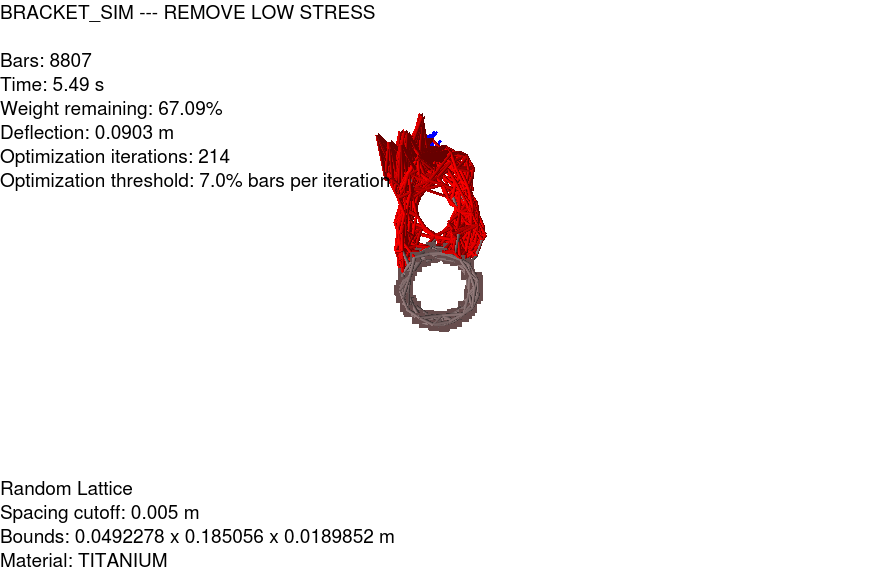 BRACKET_SIM --- REMOVE LOW STRESS
Bars: 8807
Time: 5.49 s
Weight remaining: 67.09%
Deflection: 0.0903 m
Optimization iterations: 214
Optimization threshold: 7.0% bars per iteration
Random Lattice
Spacing cutoff: 0.005 m
Bounds: 0.0492278 x 0.185056 x 0.0189852 m
Material: TITANIUM